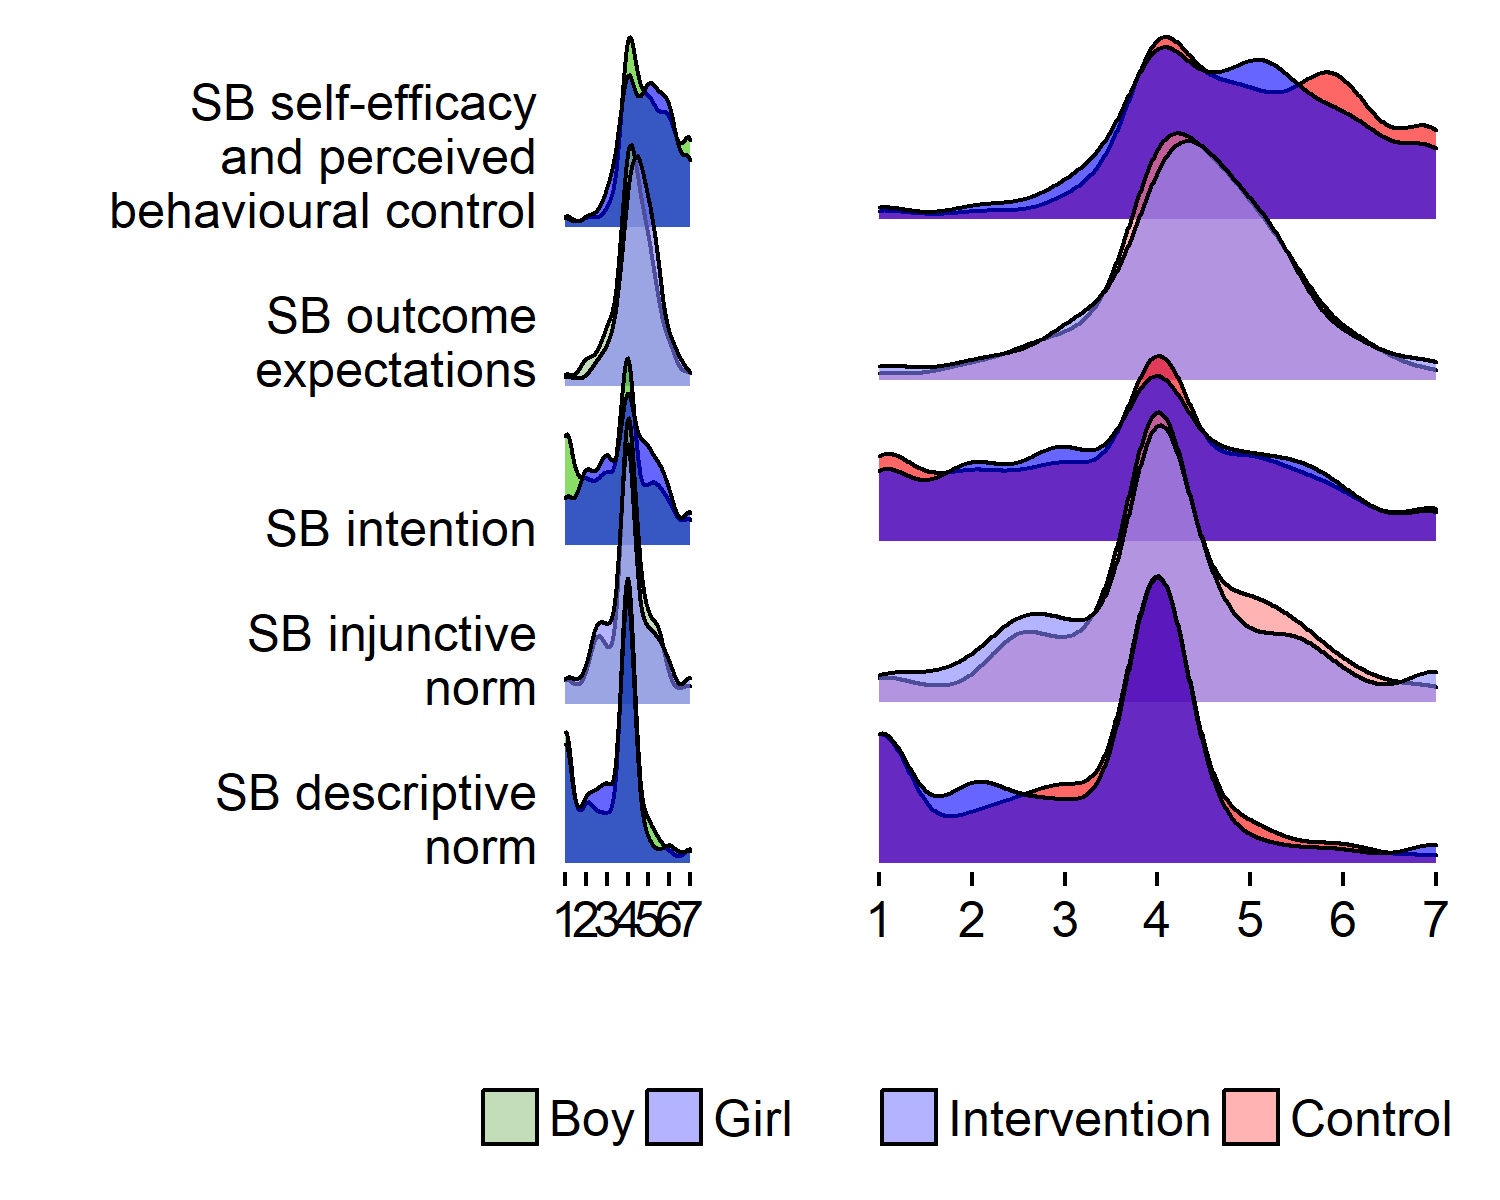 SB self-efficacy
and perceived
behavioural control
SB outcome
expectations
SB intention
SB injunctive
norm
SB descriptive
norm
1234567
1 2 3 4 5 6 7
Boy Girl Intervention Control